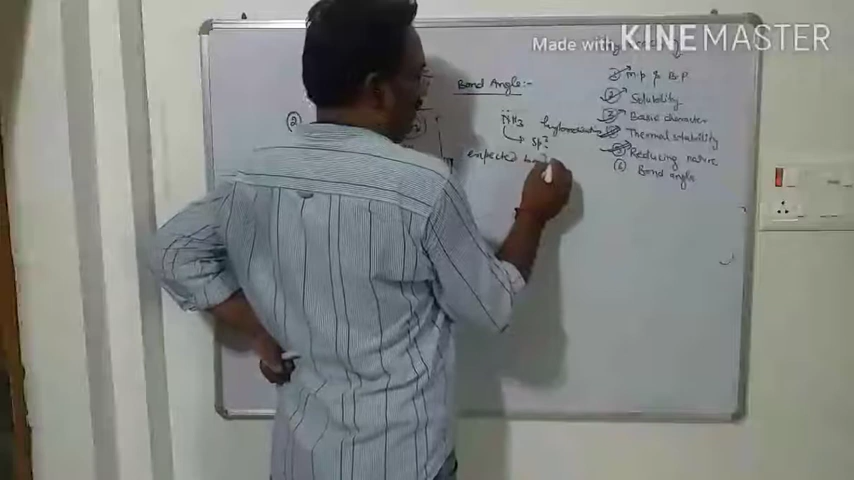 Made with KINEMASTER
Bond Angle:-
NH3 hybridisation
sp3
expected
②
① M.P & B.P
② Solubility
③ Basic character
④ Thermal stability
⑤ Reducing nature
⑥ Bond angle